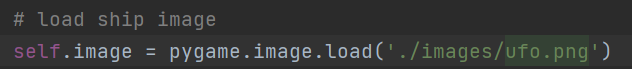 # load ship image
self.image = pygame.image.load('./images/ufo.png')